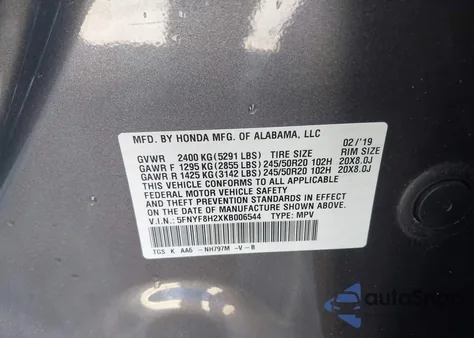 MFD. BY HONDA MFG. OF ALABAMA, LLC 02/'19
GVWR 2400 KG(5291 LBS) TIRE SIZE RIM SIZE
GAWR F 1295 KG(2855 LBS) 245/50R20 102H 20X8.0J
GAWR R 1425 KG(3142 LBS) 245/50R20 102H 20X8.0J
THIS VEHICLE CONFORMS TO ALL APPLICABLE
FEDERAL MOTOR VEHICLE SAFETY
AND THEFT PREVENTION STANDARDS IN EFFECT ON
THE DATE OF MANUFACTURE SHOWN ABOVE.
V.I.N.: 5FNYF8H2XKB006544 TYPE: MPV
TGS K AA6 -NH797M -V-B